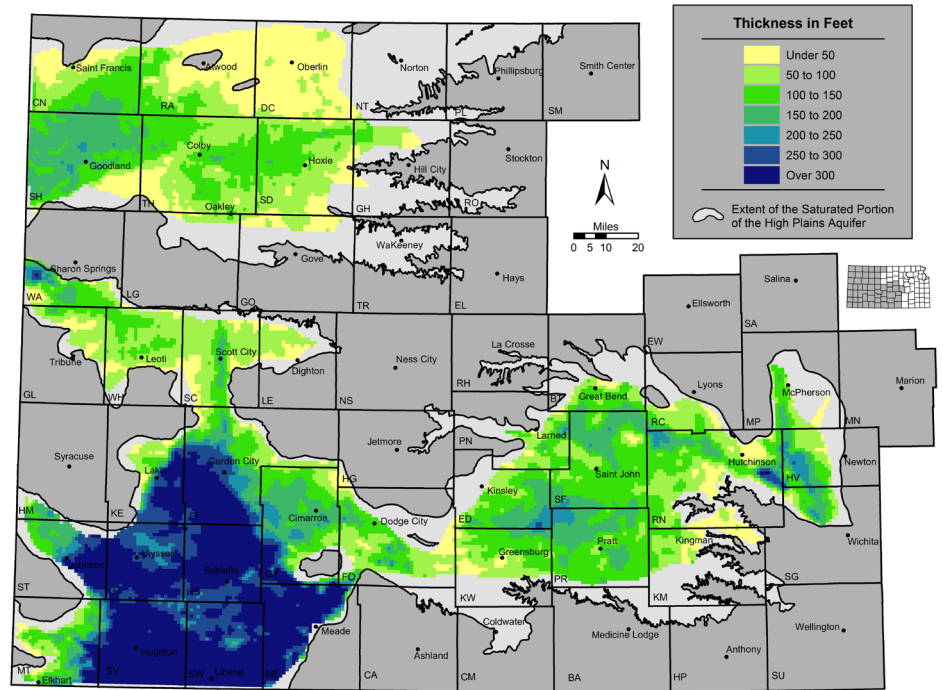 Thickness in Feet
Under 50
50 to 100
100 to 150
150 to 200
200 to 250
250 to 300
Over 300
Extent of the Saturated Portion
of the High Plains Aquifer
N
Miles
0 5 10 20
Saint Francis
Atwood
Oberlin
Norton
Phillipsburg
Smith Center
CN
RA
DC
NT
PL
SM
Goodland
Colby
Hoxie
Hill City
Stockton
Oakley
SH
TH
SD
GH
RO
Sharon Springs
Gove
WaKeeney
Hays
WA
LG
GO
TR
EL
Salina
Ellsworth
SA
EW
Tribune
Leoti
Scott City
Dighton
Ness City
La Crosse
Great Bend
Lyons
McPherson
Marion
GL
WH
SC
LE
NS
RH
BT
RC
MP
MN
Syracuse
Lakin
Garden City
Jetmore
Larned
Kinsley
Saint John
Hutchinson
Newton
HM
KE
FI
HG
PN
ED
SF
RN
HV
Cimarron
Dodge City
Greensburg
Pratt
Kingman
Wichita
Johnson
Ulysses
Sublette
ST
HS
GY
FO
KW
PR
KM
SG
Meade
Coldwater
Medicine Lodge
Wellington
Hugoton
Liberal
Ashland
Anthony
Elkhart
MT
SV
SW
ME
CA
CM
BA
HP
SU